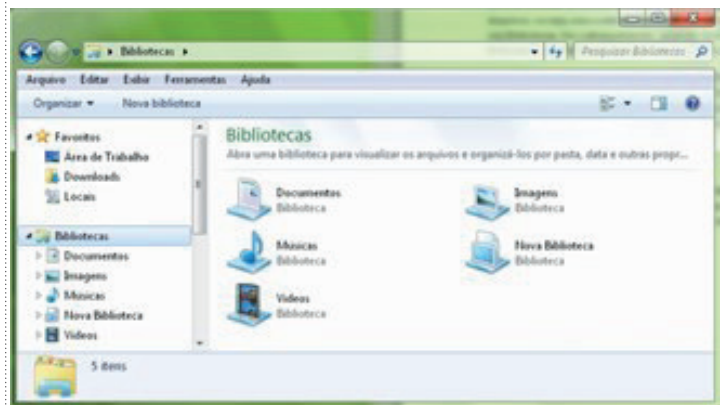 Bibliotecas
Pesquisar Bibliotecas
Arquivo Editar Exibir Ferramentas Ajuda
Organizar Nova biblioteca
Favoritos
Área de Trabalho
Downloads
Locais
Bibliotecas
Documentos
Imagens
Músicas
Nova Biblioteca
Vídeos
Bibliotecas
Abra uma biblioteca para visualizar os arquivos e organizá-los por pasta, data e outras propr...
Documentos
Biblioteca
Imagens
Biblioteca
Músicas
Biblioteca
Nova Biblioteca
Biblioteca
Vídeos
Biblioteca
5 itens